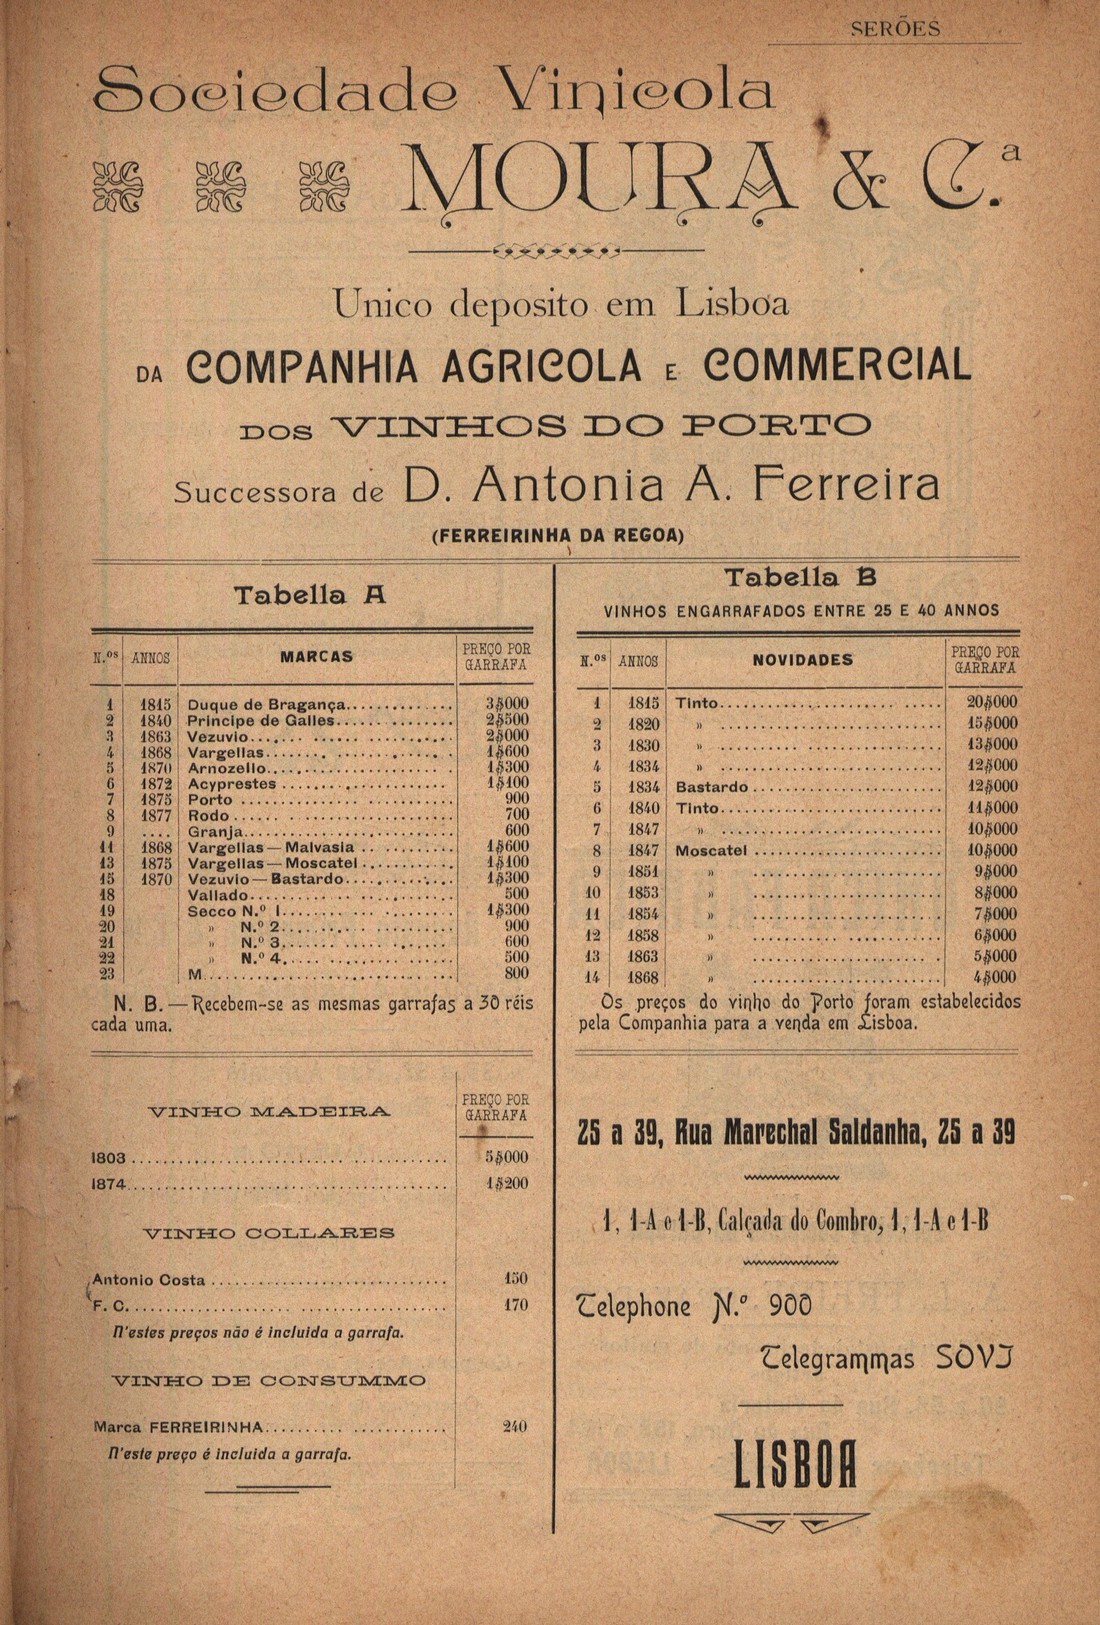 SERÕES
Sociedade Vinicola
MOURA & C.ª
Unico deposito em Lisboa
DA COMPANHIA AGRICOLA E COMMERCIAL
DOS VINHOS DO PORTO
Successora de D. Antonia A. Ferreira
(FERREIRINHA DA REGOA)
Tabella A
N.os ANNOS MARCAS PREÇO POR GARRAFA
1 1815 Duque de Bragança 3$000
2 1840 Principe de Galles 2$500
3 1863 Vezuvio 2$000
4 1868 Vargellas 1$600
5 1870 Arnozello 1$300
6 1872 Acyprestes 1$100
7 1875 Porto 900
8 1877 Rodo 700
9 .... Granja 600
11 1868 Vargellas—Malvasia 1$600
13 1875 Vargellas—Moscatel 1$100
15 1870 Vezuvio—Bastardo 1$300
18 Vallado 500
19 Secco N.º 1 1$300
20 » N.º 2 900
21 » N.º 3 600
22 » N.º 4 500
23 M 800
N. B.—Recebem-se as mesmas garrafas a 30 réis
cada uma.
VINHO MADEIRA PREÇO POR GARRAFA
1803 5$000
1874 1$200
VINHO COLLARES
Antonio Costa 150
F. C. 170
N'estes preços não é incluida a garrafa.
VINHO DE CONSUMMO
Marca FERREIRINHA 240
N'este preço é incluida a garrafa.
Tabella B
VINHOS ENGARRAFADOS ENTRE 25 E 40 ANNOS
N.os ANNOS NOVIDADES PREÇO POR GARRAFA
1 1815 Tinto 20$000
2 1820 » 15$000
3 1830 » 13$000
4 1834 » 12$000
5 1834 Bastardo 12$000
6 1840 Tinto 11$000
7 1847 » 10$000
8 1847 Moscatel 10$000
9 1851 » 9$000
10 1853 » 8$000
11 1854 » 7$000
12 1858 » 6$000
13 1863 » 5$000
14 1868 » 4$000
Os preços do vinho do Porto foram estabelecidos
pela Companhia para a venda em Lisboa.
25 a 39, Rua Marechal Saldanha, 25 a 39
1, 1-A e 1-B, Calçada do Combro, 1, 1-A e 1-B
Telephone N.º 900
Telegrammas SOVI
LISBOA